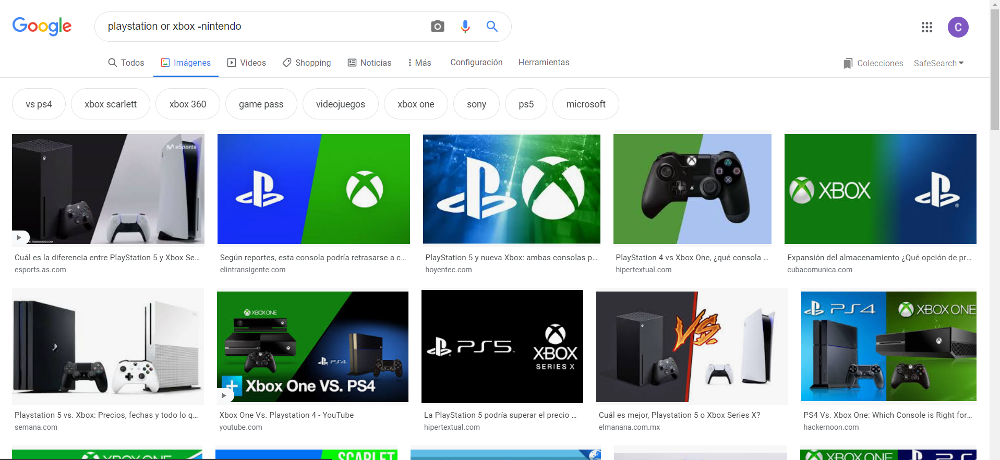 Google
playstation or xbox -nintendo
C
Todos
Imágenes
Videos
Shopping
Noticias
Más
Configuración
Herramientas
Colecciones
SafeSearch
vs ps4
xbox scarlett
xbox 360
game pass
videojuegos
xbox one
sony
ps5
microsoft
eSports
XBOX
Cuál es la diferencia entre PlayStation 5 y Xbox Se...
esports.as.com
Según reportes, esta consola podría retrasarse a c...
elintransigente.com
PlayStation 5 y nueva Xbox: ambas consolas p...
hoyentec.com
PlayStation 4 vs Xbox One, ¿qué consola ...
hipertextual.com
Expansión del almacenamiento ¿Qué opción de pr...
cubacomunica.com
XBOX ONE
PS4
Xbox One VS. PS4
PS5
XBOX
SERIES X
VS.
PS4
XBOX ONE
Playstation 5 vs. Xbox: Precios, fechas y todo lo q...
semana.com
Xbox One Vs. Playstation 4 - YouTube
youtube.com
La PlayStation 5 podría superar el precio ...
hipertextual.com
Cuál es mejor, Playstation 5 o Xbox Series X?
elmanana.com.mx
PS4 Vs. Xbox One: Which Console is Right for...
hackernoon.com
XBOX ONE
SCARLET
XBOX ONE